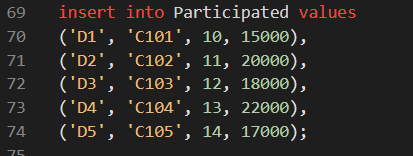 69 insert into Participated values
70 ('D1', 'C101', 10, 15000),
71 ('D2', 'C102', 11, 20000),
72 ('D3', 'C103', 12, 18000),
73 ('D4', 'C104', 13, 22000),
74 ('D5', 'C105', 14, 17000);
75